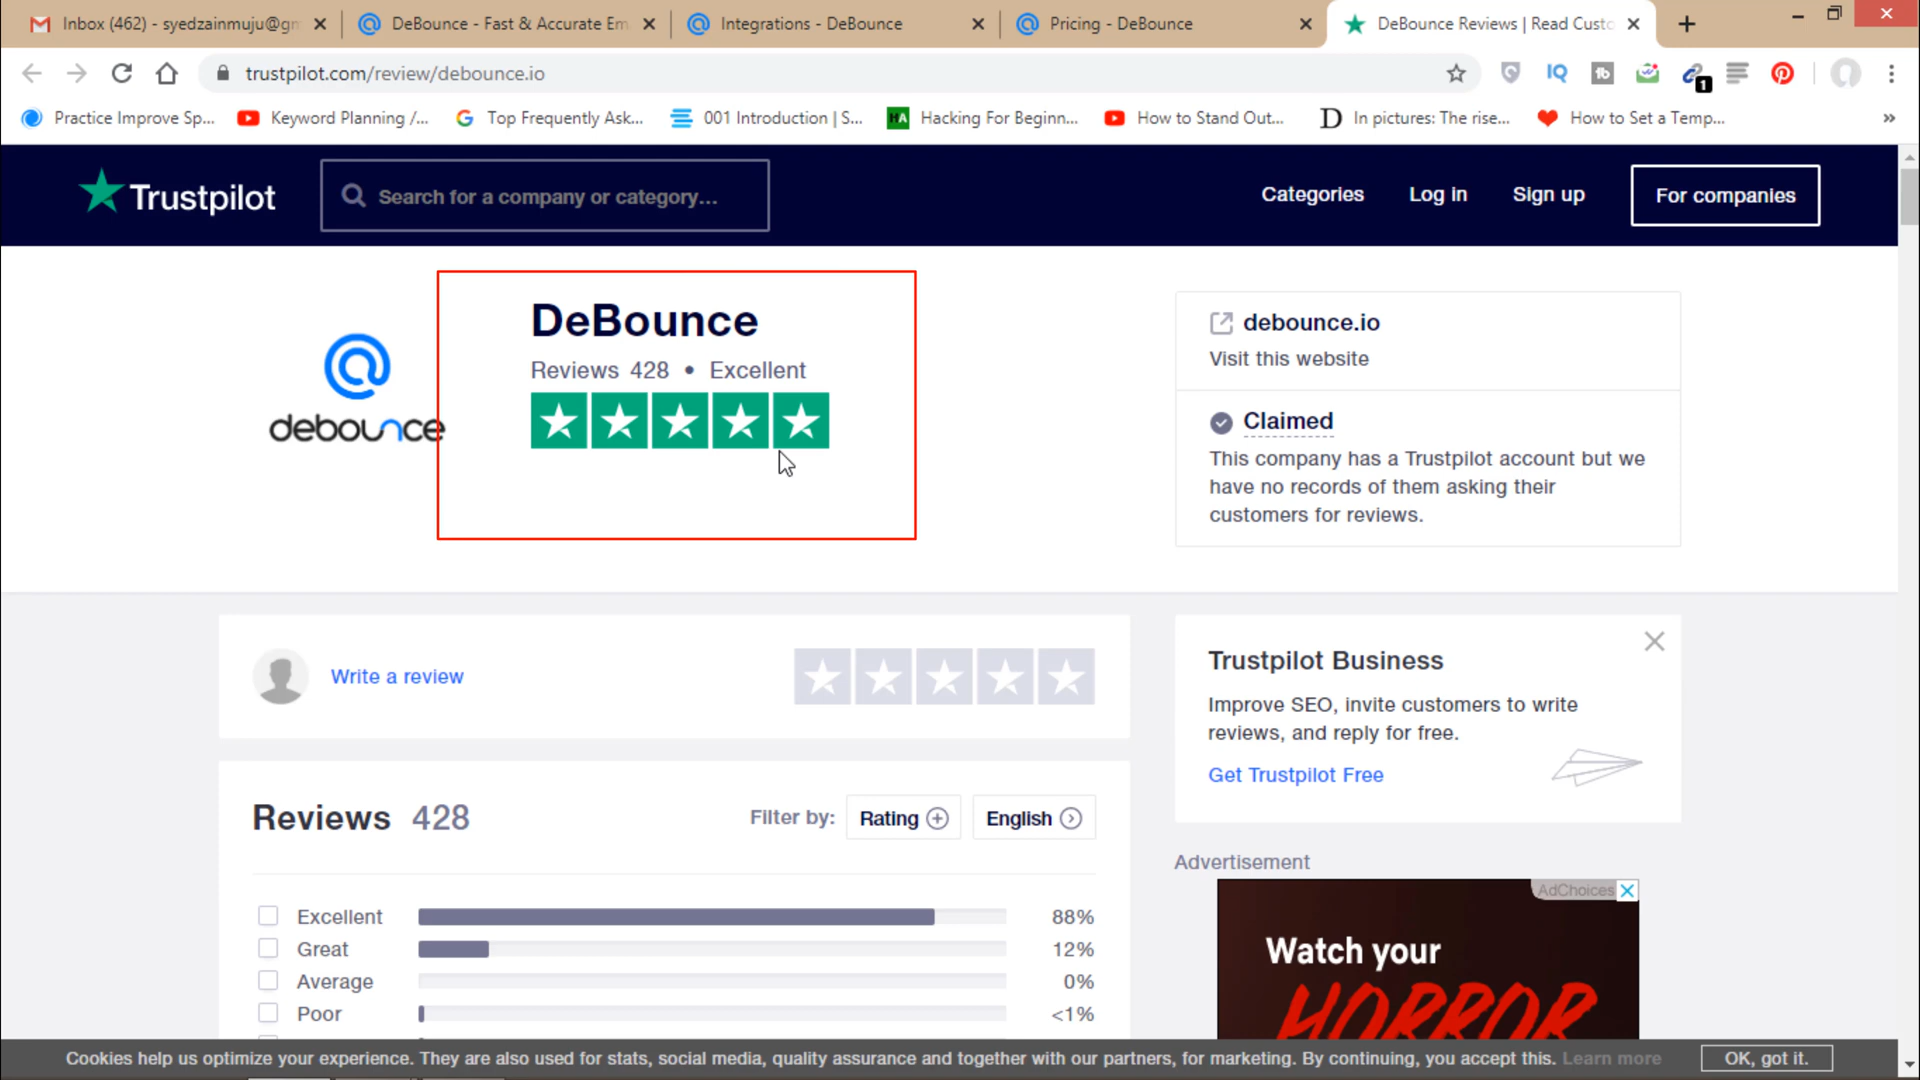 Inbox (462) - syedzainmuju@gm
DeBounce - Fast & Accurate Em
Integrations - DeBounce
Pricing - DeBounce
DeBounce Reviews | Read Custo
trustpilot.com/review/debounce.io
IQ
tb
1
Practice Improve Sp...
Keyword Planning /...
Top Frequently Ask...
001 Introduction | S...
HA
Hacking For Beginn...
How to Stand Out...
D
In pictures: The rise...
How to Set a Temp...
»
Trustpilot
Search for a company or category...
Categories
Log in
Sign up
For companies
debounce
DeBounce
Reviews 428 • Excellent
debounce.io
Visit this website
Claimed
This company has a Trustpilot account but we
have no records of them asking their
customers for reviews.
Write a review
Trustpilot Business
Improve SEO, invite customers to write
reviews, and reply for free.
Get Trustpilot Free
Reviews 428
Filter by:
Rating
English
Excellent 88%
Great 12%
Average 0%
Poor <1%
Advertisement
AdChoices
Watch your
HORROR
Cookies help us optimize your experience. They are also used for stats, social media, quality assurance and together with our partners, for marketing. By continuing, you accept this. Learn more
OK, got it.